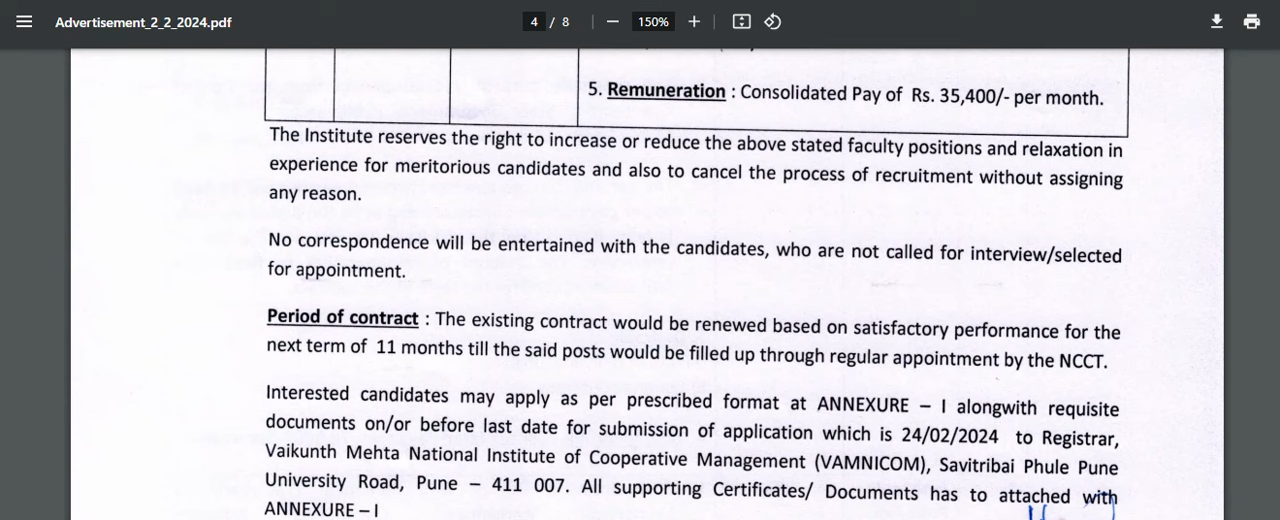 Advertisement_2_2_2024.pdf
4 / 8
150%
5. Remuneration : Consolidated Pay of Rs. 35,400/- per month.
The Institute reserves the right to increase or reduce the above stated faculty positions and relaxation in
experience for meritorious candidates and also to cancel the process of recruitment without assigning
any reason.
No correspondence will be entertained with the candidates, who are not called for interview/selected
for appointment.
Period of contract : The existing contract would be renewed based on satisfactory performance for the
next term of 11 months till the said posts would be filled up through regular appointment by the NCCT.
Interested candidates may apply as per prescribed format at ANNEXURE – I alongwith requisite
documents on/or before last date for submission of application which is 24/02/2024 to Registrar,
Vaikunth Mehta National Institute of Cooperative Management (VAMNICOM), Savitribai Phule Pune
University Road, Pune – 411 007. All supporting Certificates/ Documents has to attached with
ANNEXURE – I